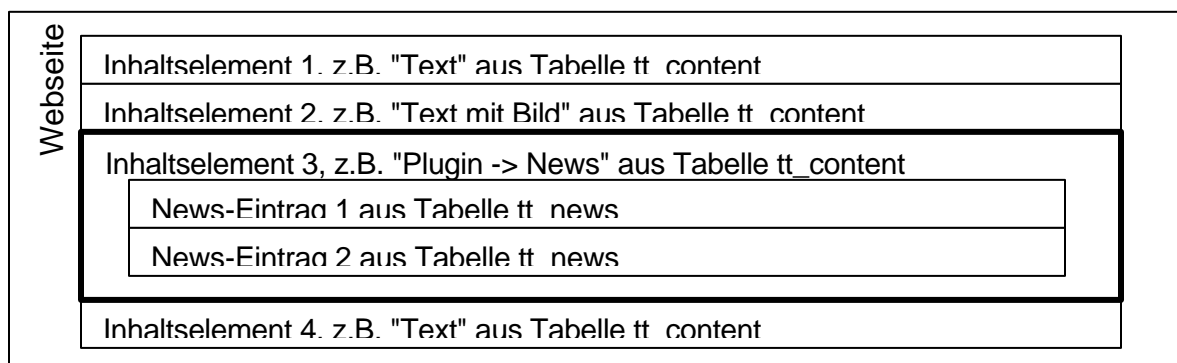 Webseite
Inhaltselement 1, z.B. "Text" aus Tabelle tt_content
Inhaltselement 2, z.B. "Text mit Bild" aus Tabelle tt_content
Inhaltselement 3, z.B. "Plugin -> News" aus Tabelle tt_content
News-Eintrag 1 aus Tabelle tt_news
News-Eintrag 2 aus Tabelle tt_news
Inhaltselement 4, z.B. "Text" aus Tabelle tt_content